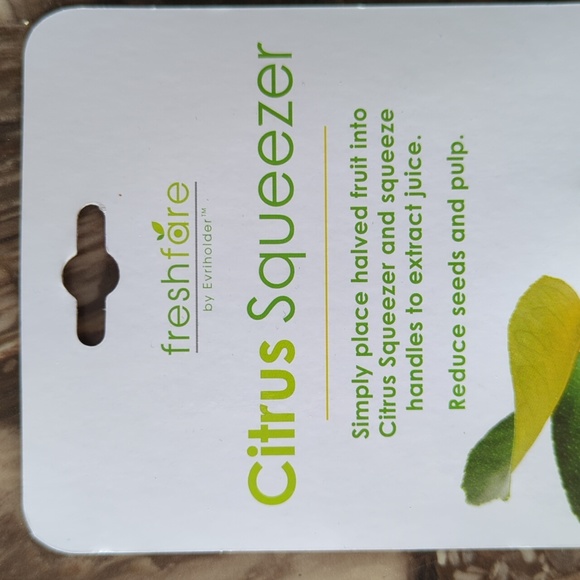 freshfare
by Evriholder™
Citrus Squeezer
Simply place halved fruit into
Citrus Squeezer and squeeze
handles to extract juice.
Reduce seeds and pulp.